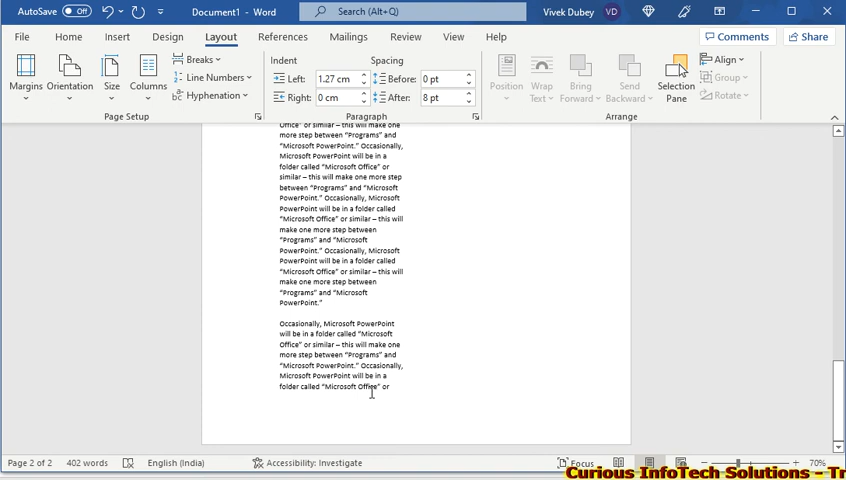 AutoSave Off Document1 - Word Search (Alt+Q) Vivek Dubey VD
File Home Insert Design Layout References Mailings Review View Help Comments Share
Margins Orientation Size Columns Breaks Line Numbers Hyphenation
Page Setup
Indent Spacing
Left: 1.27 cm Before: 0 pt
Right: 0 cm After: 8 pt
Paragraph
Position Wrap Text Bring Forward Send Backward Selection Pane Align Group Rotate
Arrange
Office” or similar – this will make one
more step between “Programs” and
“Microsoft PowerPoint.” Occasionally,
Microsoft PowerPoint will be in a
folder called “Microsoft Office” or
similar – this will make one more step
between “Programs” and “Microsoft
PowerPoint.” Occasionally, Microsoft
PowerPoint will be in a folder called
“Microsoft Office” or similar – this will
make one more step between
“Programs” and “Microsoft
PowerPoint.” Occasionally, Microsoft
PowerPoint will be in a folder called
“Microsoft Office” or similar – this will
make one more step between
“Programs” and “Microsoft
PowerPoint.”
Occasionally, Microsoft PowerPoint
will be in a folder called “Microsoft
Office” or similar – this will make one
more step between “Programs” and
“Microsoft PowerPoint.” Occasionally,
Microsoft PowerPoint will be in a
folder called “Microsoft Office” or
Page 2 of 2 402 words English (India) Accessibility: Investigate Focus 70%
Curious InfoTech Solutions - Tr